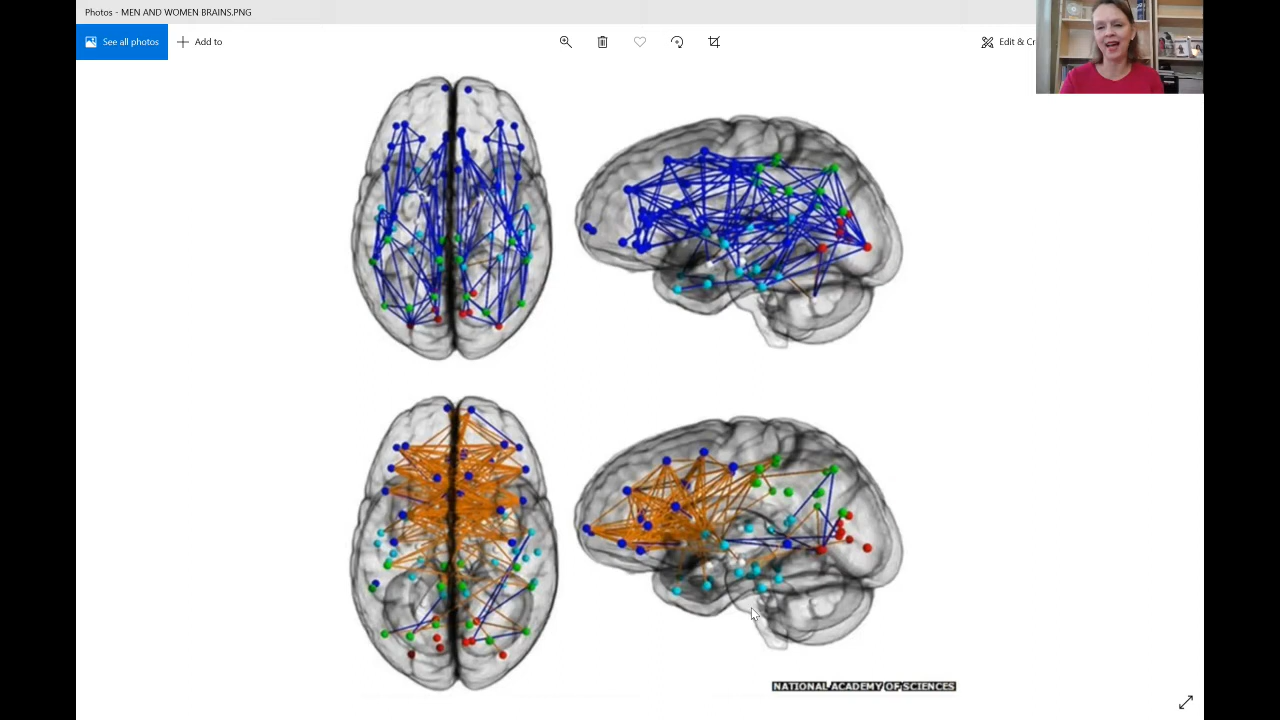 Photos - MEN AND WOMEN BRAINS.PNG
See all photos
Add to
Edit & Cr
NATIONAL ACADEMY OF SCIENCES